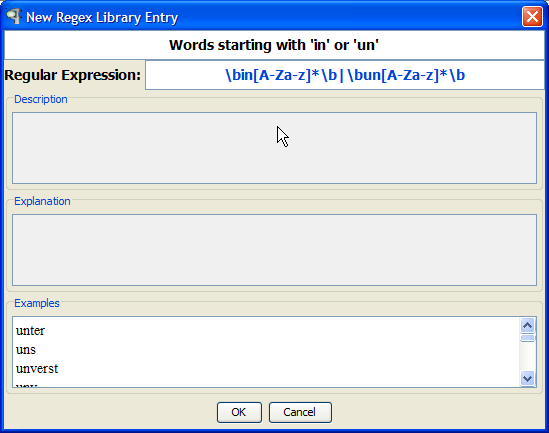 New Regex Library Entry
Words starting with 'in' or 'un'
Regular Expression: \bin[A-Za-z]*\b|\bun[A-Za-z]*\b
Description
Explanation
Examples
unter
uns
unverst
OK Cancel